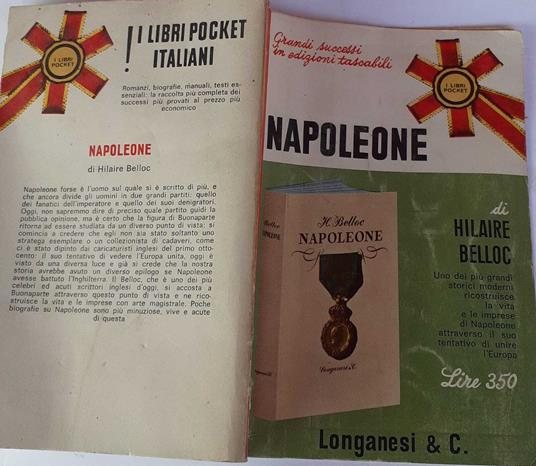 I LIBRI
POCKET
! I LIBRI POCKET
ITALIANI
Romanzi, biografie, manuali, testi es-
senziali: la raccolta più completa dei
successi più provati al prezzo più
economico
NAPOLEONE
di Hilaire Belloc
Napoleone forse è l'uomo sul quale si è scritto di più, e
che ancora divide gli uomini in due grandi partiti: quello
dei fanatici dell'imperatore e quello dei suoi denigratori.
Oggi, non sapremmo dire di preciso quale partito guidi la
pubblica opinione, ma è certo che la figura di Buonaparte
ritorna ad essere studiata da un diverso punto di vista: si
comincia a credere che egli non sia stato soltanto uno
stratega esemplare o un collezionista di cadaveri, come
ci è stato dipinto dai caricaturisti inglesi del primo otto-
cento: il suo tentativo di vedere l'Europa unita, oggi è
visto da una diversa luce e già si crede che la nostra
storia avrebbe avuto un diverso epilogo se Napoleone
avesse battuto l'Inghilterra. Il Belloc, che è uno dei più
celebri ed acuti scrittori inglesi d'oggi, si accosta a
Buonaparte attraverso questo punto di vista e ne rico-
struisce la vita e le imprese con arte magistrale. Poche
biografie su Napoleone sono più minuziose, vive e acute
di questa
Grandi successi
in edizioni tascabili
I LIBRI
POCKET
NAPOLEONE
di
HILAIRE
BELLOC
Uno dei più grandi
storici moderni
ricostruisce
la vita
e le imprese
di Napoleone
attraverso il suo
tentativo di unire
l'Europa
Lire 350
H. Belloc
NAPOLEONE
Longanesi & C.
Longanesi & C.